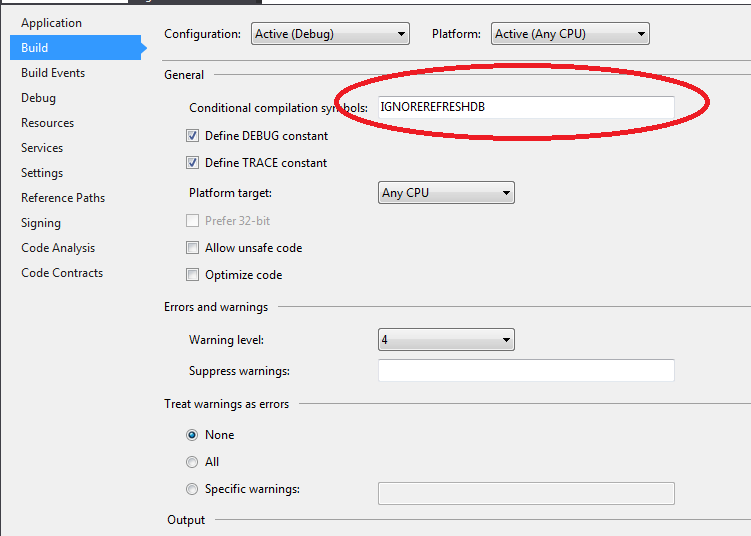 Application
Build
Build Events
Debug
Resources
Services
Settings
Reference Paths
Signing
Code Analysis
Code Contracts
Configuration: Active (Debug) Platform: Active (Any CPU)
General
Conditional compilation symbols: IGNOREREFRESHDB
Define DEBUG constant
Define TRACE constant
Platform target: Any CPU
Prefer 32-bit
Allow unsafe code
Optimize code
Errors and warnings
Warning level: 4
Suppress warnings:
Treat warnings as errors
None
All
Specific warnings:
Output